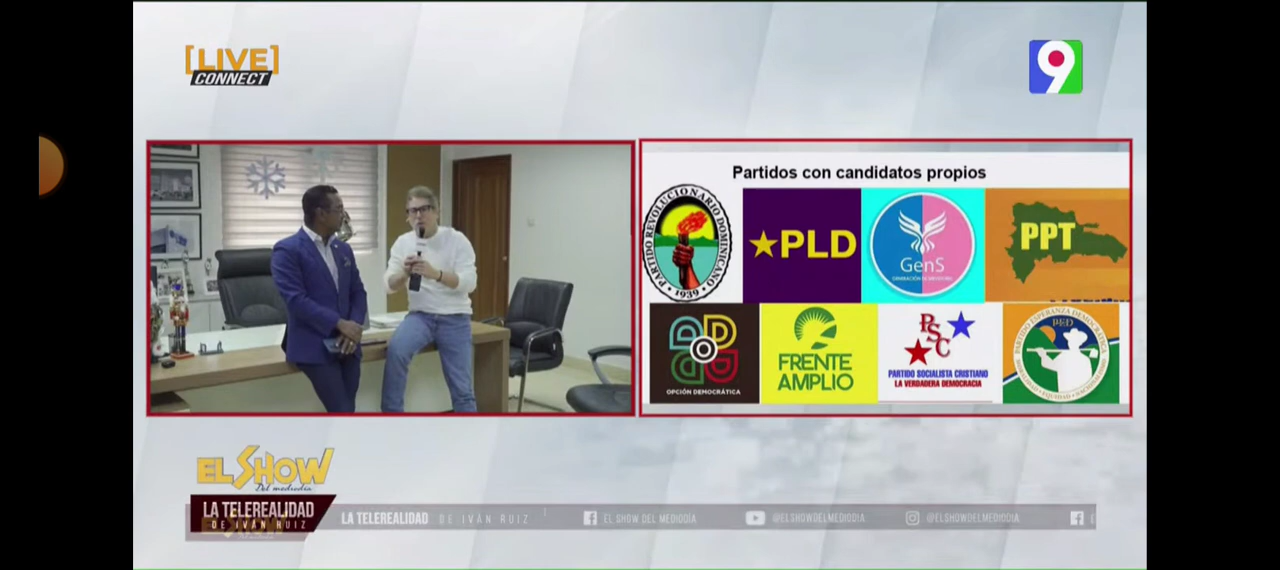 [LIVE]
CONNECT
9
Partidos con candidatos propios
PARTIDO REVOLUCIONARIO DOMINICANO
• 1939 •
PLD
GenS
PPT
OPCIÓN DEMOCRÁTICA
FRENTE
AMPLIO
PSC
PARTIDO SOCIALISTA CRISTIANO
LA VERDADERA DEMOCRACIA
PARTIDO ESPERANZA DEMOCRÁTICA
PED
EL SHOW
Del mediodía
LA TELEREALIDAD
DE IVÁN RUIZ
LA TELEREALIDAD DE IVÁN RUIZ
EL SHOW DEL MEDIODÍA
@ELSHOWDELMEDIODIA
@ELSHOWDELMEDIODIA